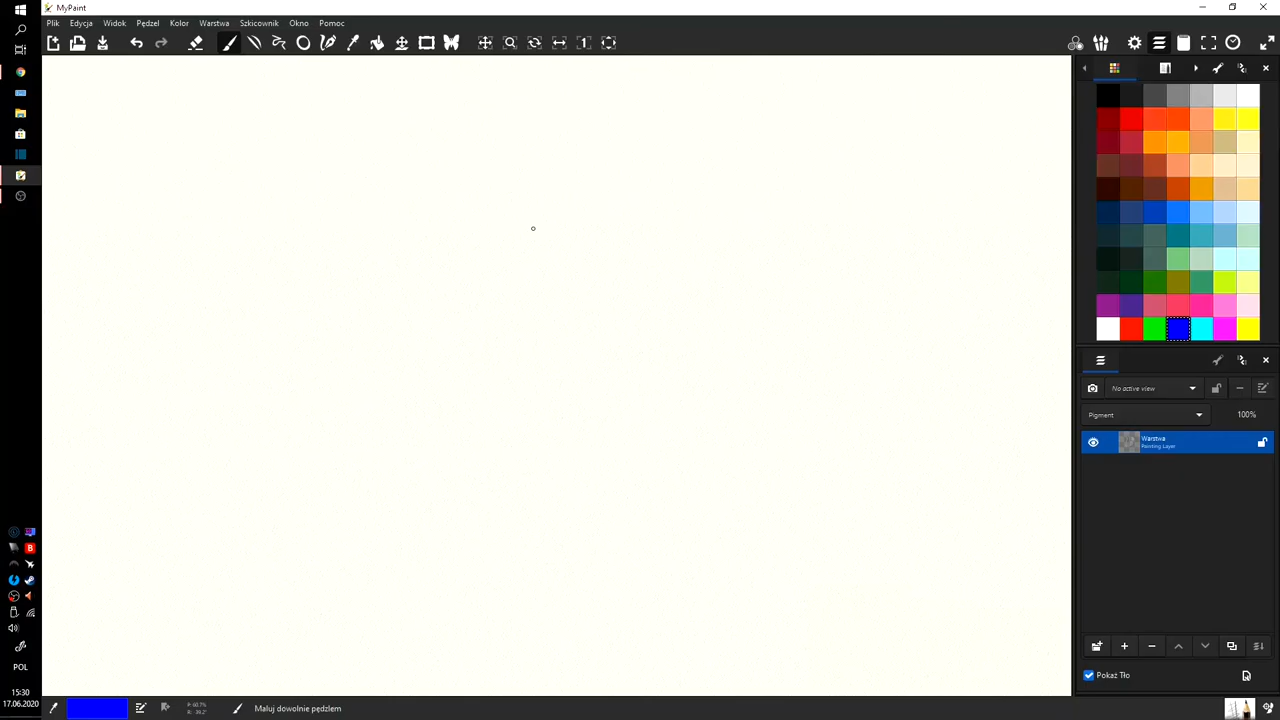 MyPaint
Plik Edycja Widok Pędzel Kolor Warstwa Szkicownik Okno Pomoc
1
No active view
Pigment 100%
Warstwa
Painting Layer
Pokaż Tło
POL
15:30
17.06.2020
Maluj dowolnie pędzlem